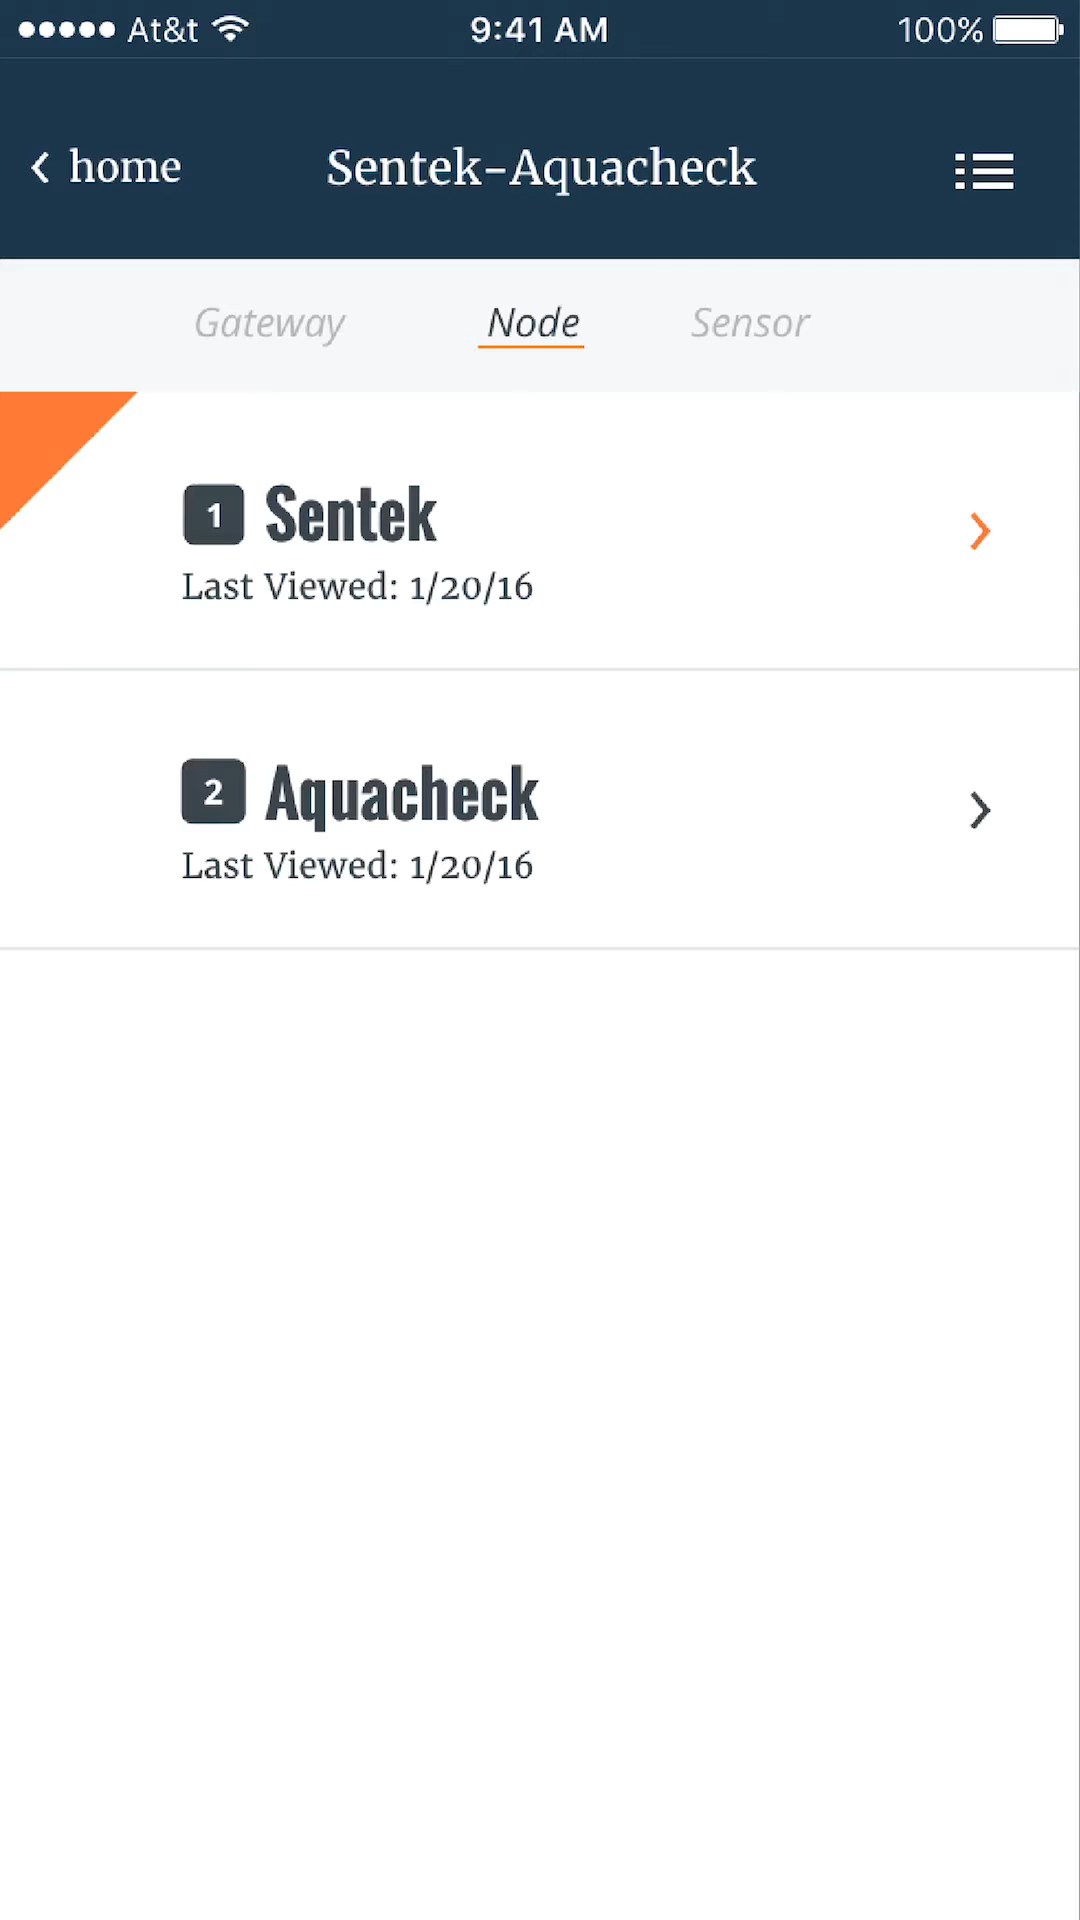 At&t 9:41 AM 100%
home Sentek-Aquacheck
Gateway Node Sensor
1 Sentek
Last Viewed: 1/20/16
2 Aquacheck
Last Viewed: 1/20/16